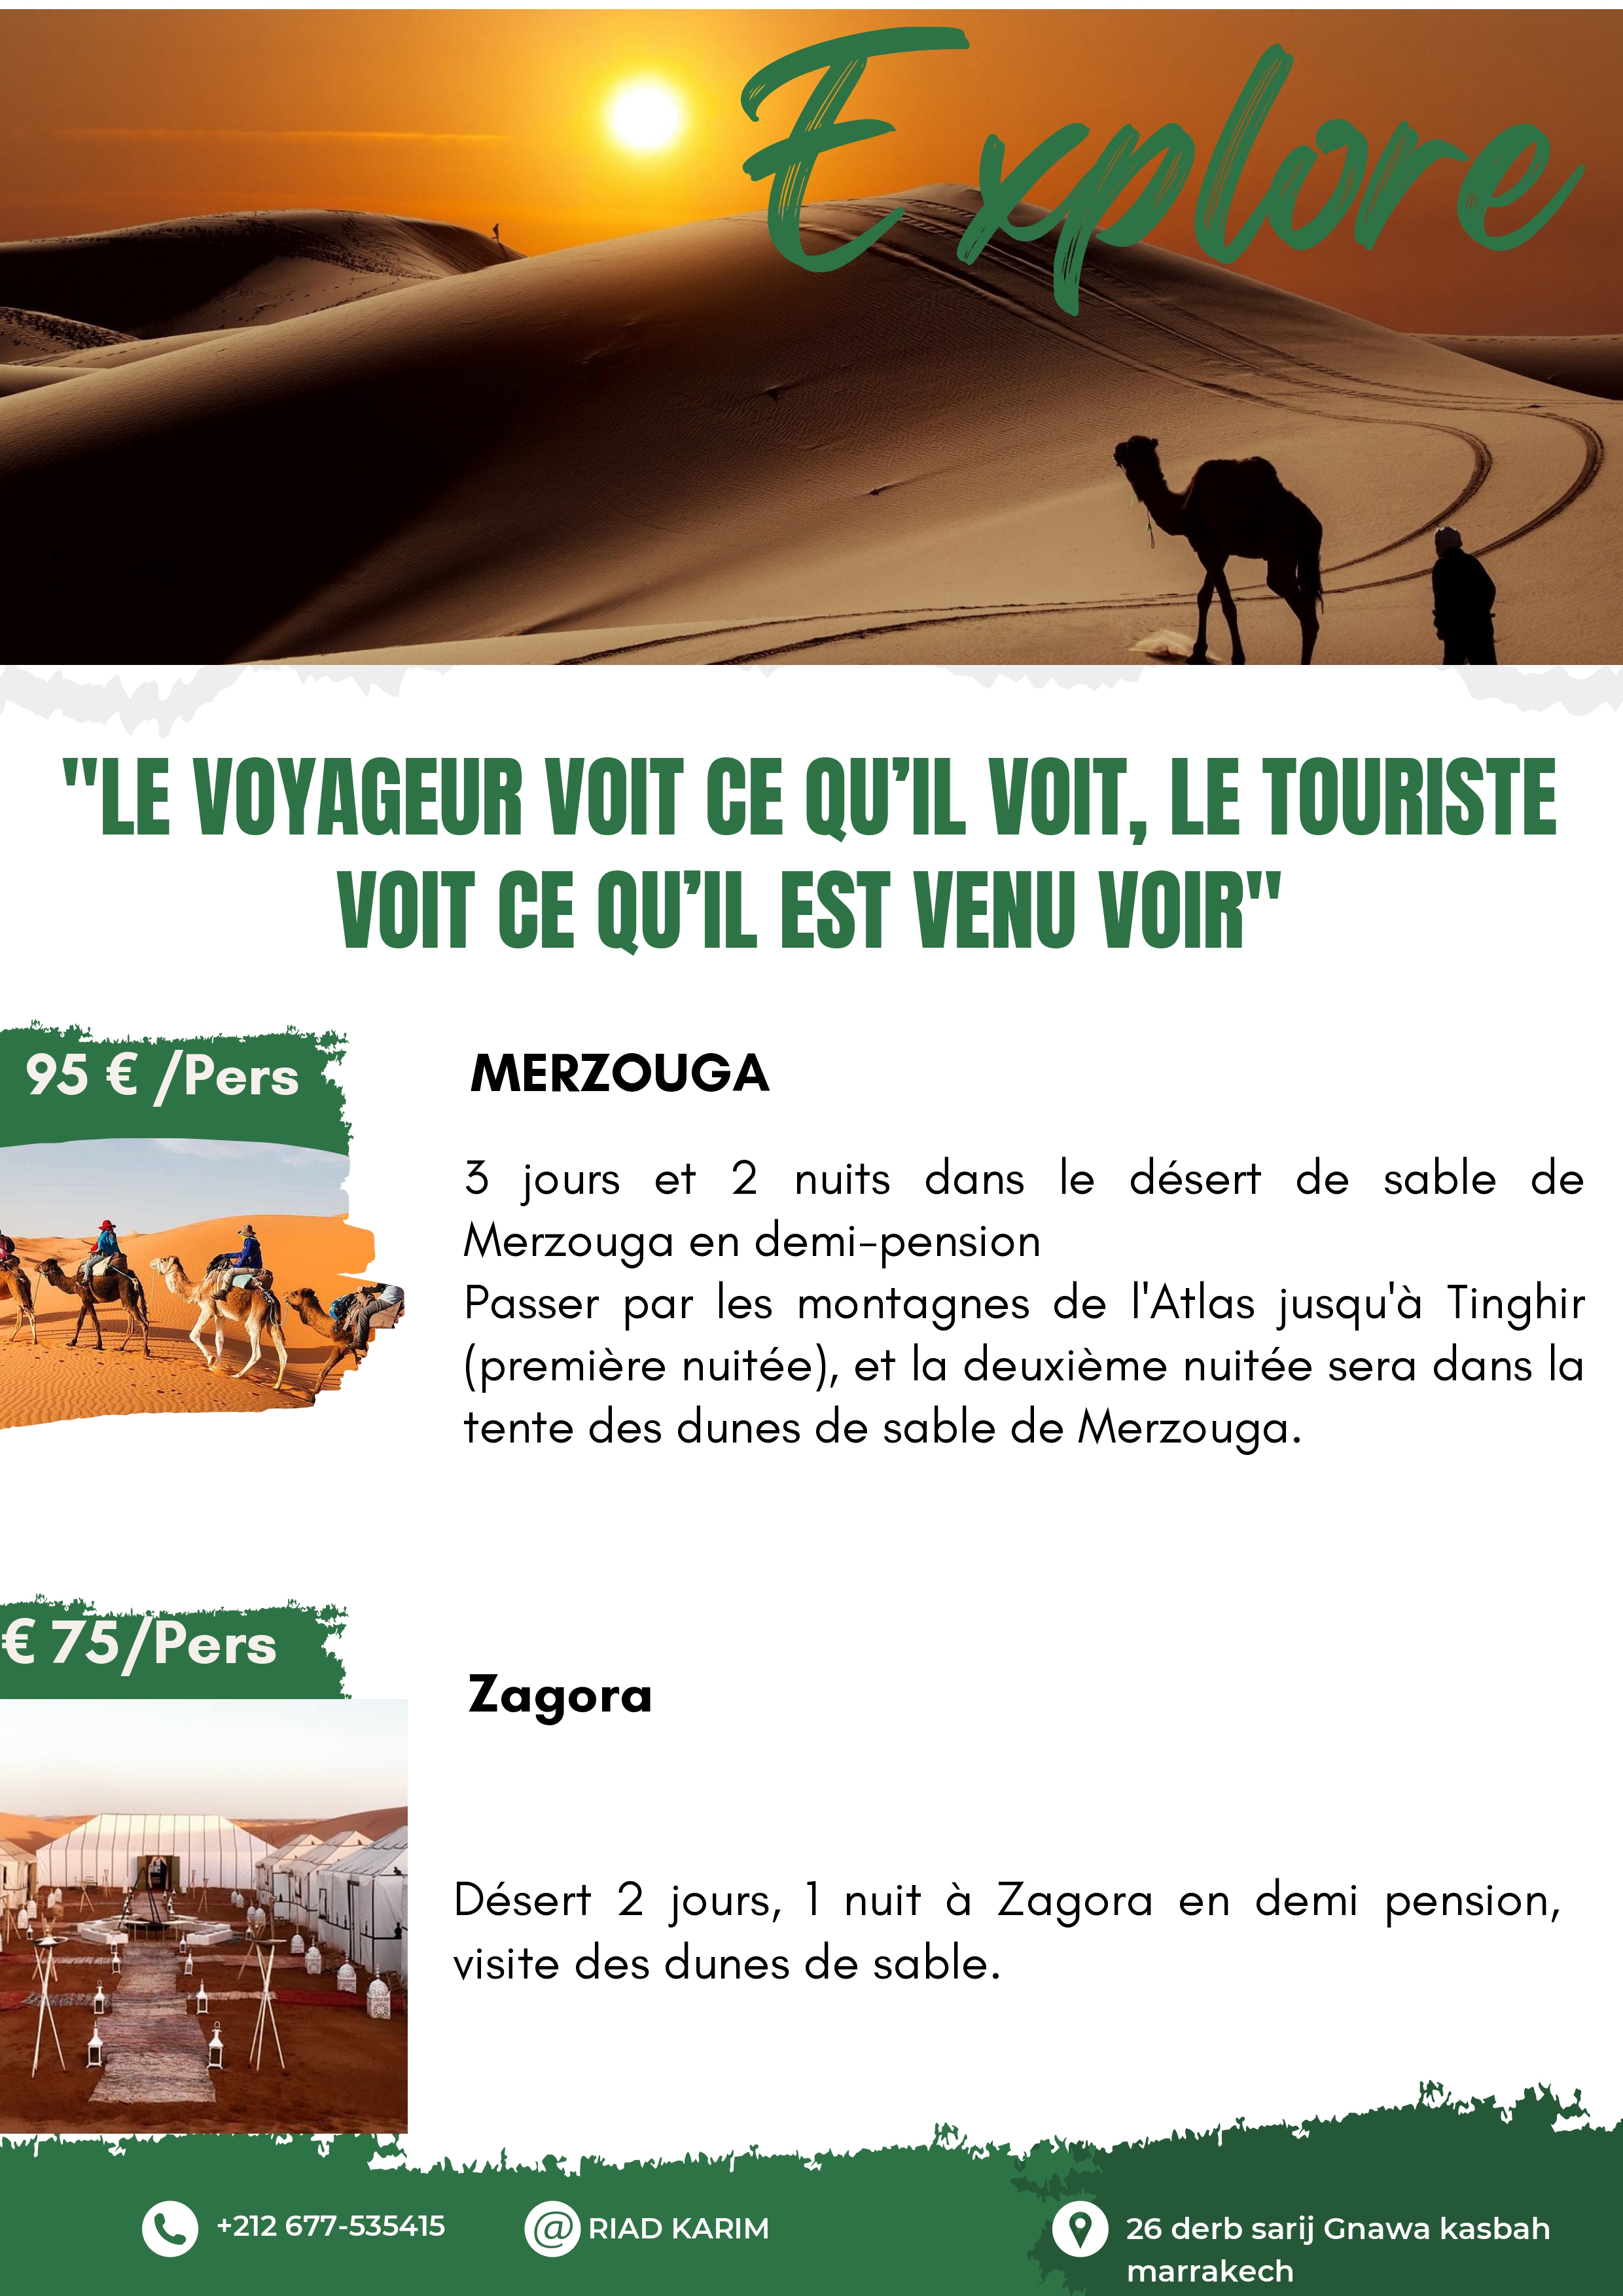 Explore
"LE VOYAGEUR VOIT CE QU’IL VOIT, LE TOURISTE
VOIT CE QU’IL EST VENU VOIR"
95 € /Pers
MERZOUGA
3 jours et 2 nuits dans le désert de sable de
Merzouga en demi-pension
Passer par les montagnes de l'Atlas jusqu'à Tinghir
(première nuitée), et la deuxième nuitée sera dans la
tente des dunes de sable de Merzouga.
€ 75/Pers
Zagora
Désert 2 jours, 1 nuit à Zagora en demi pension,
visite des dunes de sable.
+212 677-535415
@ RIAD KARIM
26 derb sarij Gnawa kasbah
marrakech